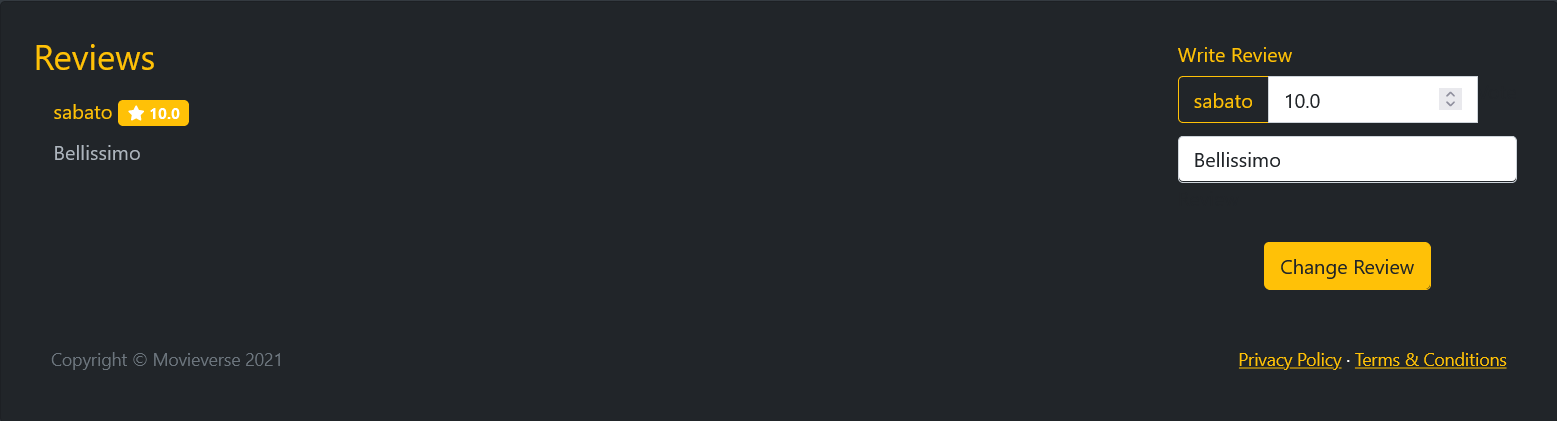 Reviews
sabato 10.0
Bellissimo
Write Review
sabato 10.0
Bellissimo
Change Review
Copyright © Movieverse 2021
Privacy Policy · Terms & Conditions